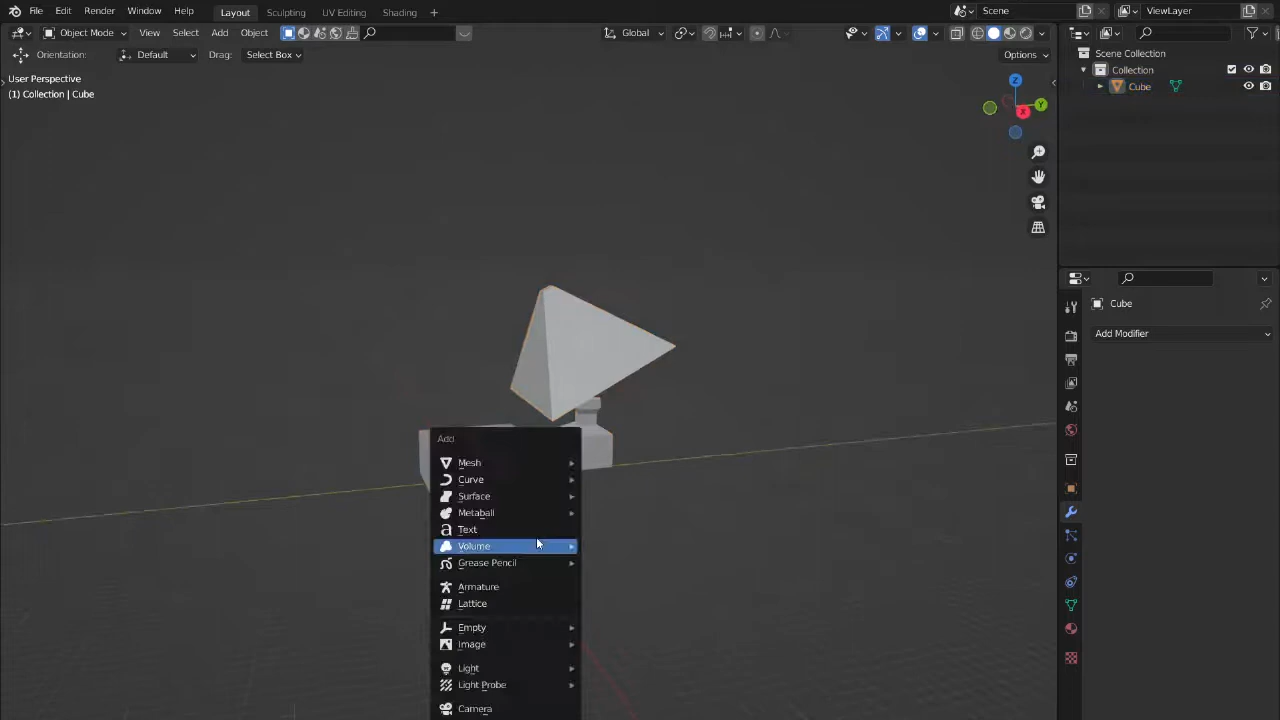 File Edit Render Window Help Layout Sculpting UV Editing Shading + Scene ViewLayer
Object Mode View Select Add Object Global
Orientation: Default Drag: Select Box Options
User Perspective
(1) Collection | Cube
Scene Collection
Collection
Cube
Z
Y
X
Cube
Add Modifier
Add
Mesh
Curve
Surface
Metaball
Text
Volume
Grease Pencil
Armature
Lattice
Empty
Image
Light
Light Probe
Camera